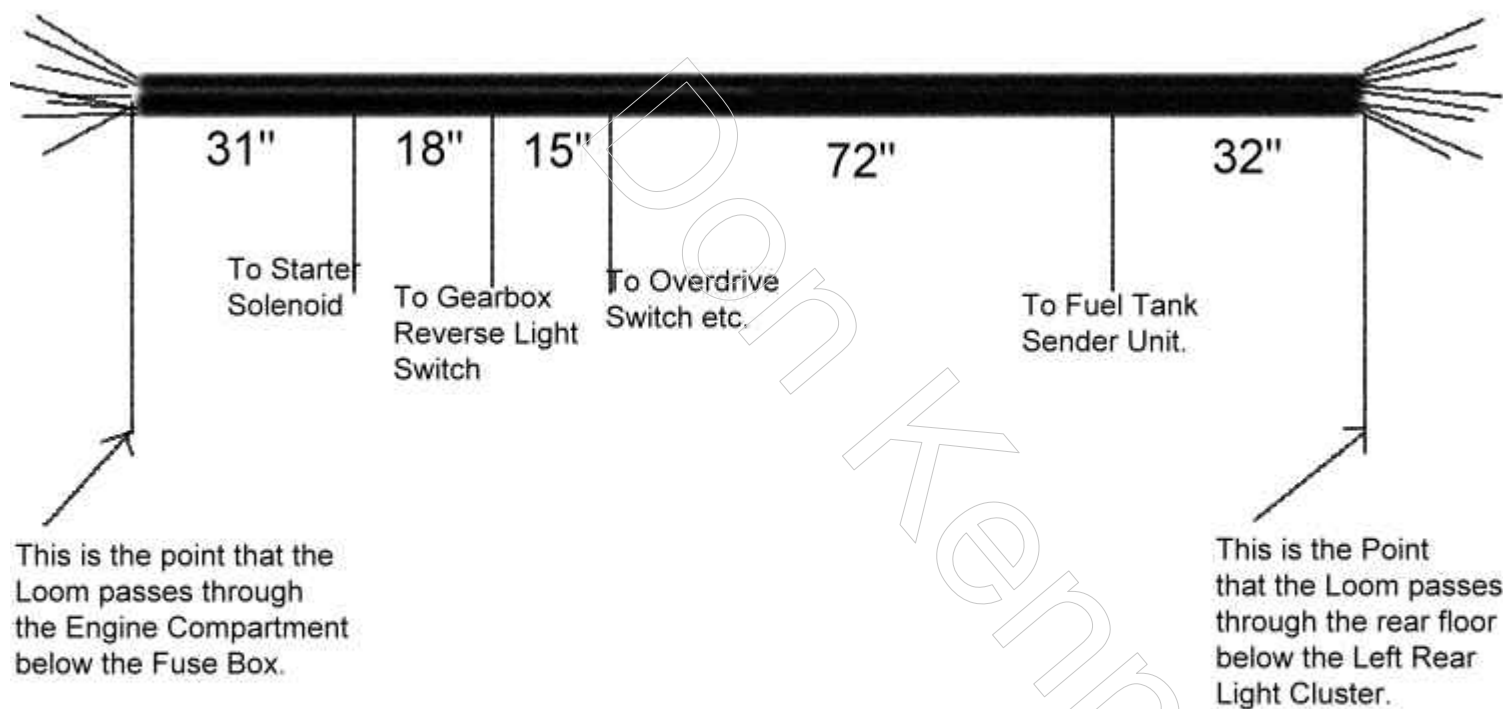 31" 18" 15" 72" 32"
To Starter
Solenoid
To Gearbox
Reverse Light
Switch
To Overdrive
Switch etc.
To Fuel Tank
Sender Unit.
This is the point that the
Loom passes through
the Engine Compartment
below the Fuse Box.
This is the Point
that the Loom passes
through the rear floor
below the Left Rear
Light Cluster.
Don Kenn